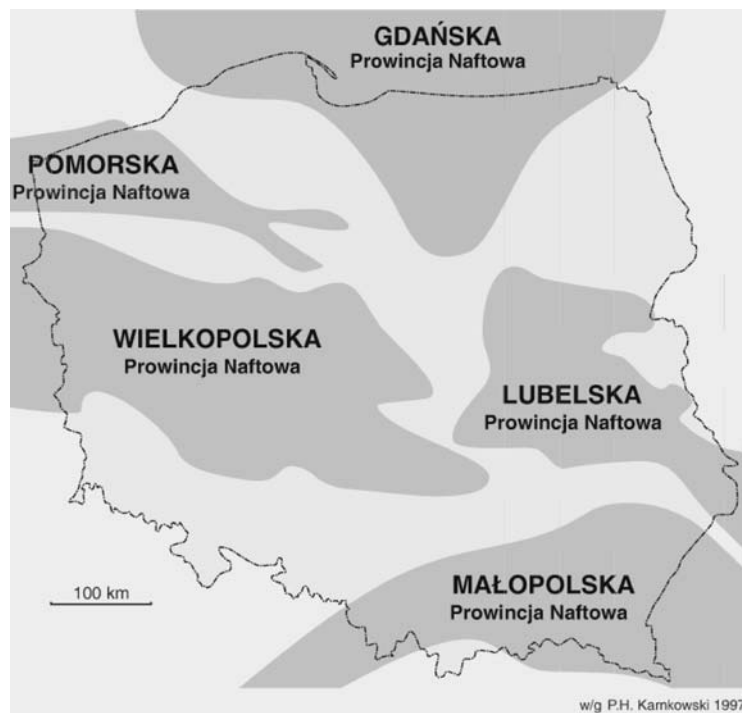 GDAŃSKA
Prowincja Naftowa
POMORSKA
Prowincja Naftowa
WIELKOPOLSKA
Prowincja Naftowa
LUBELSKA
Prowincja Naftowa
100 km
MAŁOPOLSKA
Prowincja Naftowa
w/g P.H. Karnkowski 1997